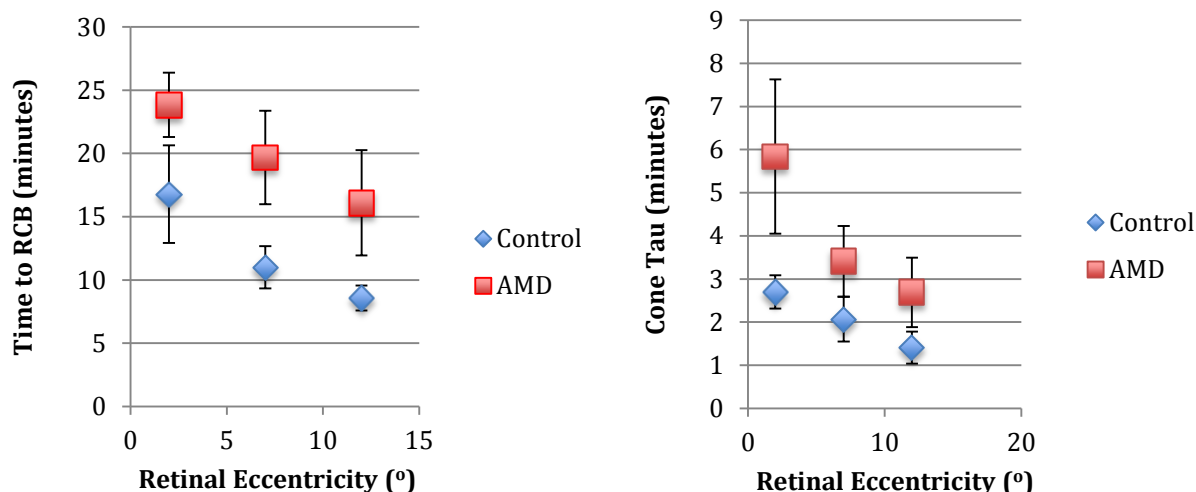 Time to RCB (minutes)
30
25
20
15
10
5
0
0 5 10 15
Retinal Eccentricity (º)
Control
AMD
Cone Tau (minutes)
9
8
7
6
5
4
3
2
1
0
0 10 20
Retinal Eccentricity (º)
Control
AMD